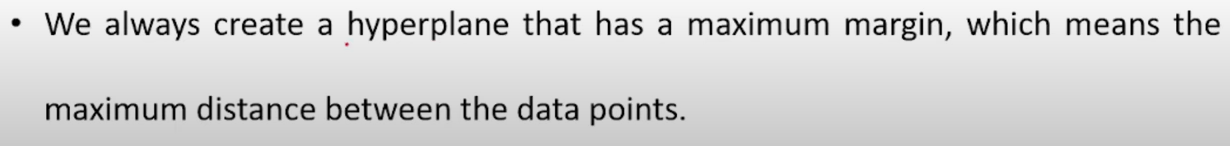 • We always create a hyperplane that has a maximum margin, which means the
maximum distance between the data points.